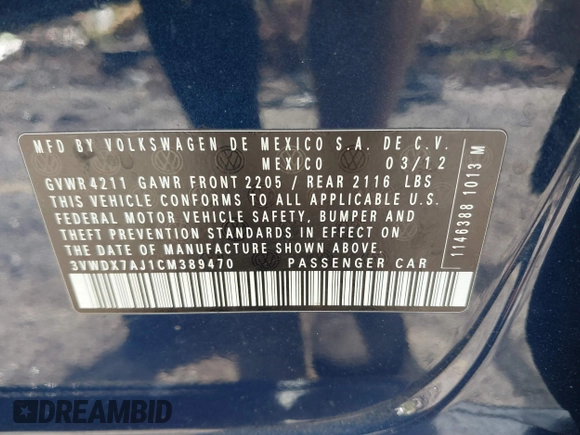 MFD BY VOLKSWAGEN DE MEXICO S.A. DE C.V.
MEXICO 03/12
GVWR 4211 GAWR FRONT 2205 / REAR 2116 LBS
THIS VEHICLE CONFORMS TO ALL APPLICABLE U.S.
FEDERAL MOTOR VEHICLE SAFETY, BUMPER AND
THEFT PREVENTION STANDARDS IN EFFECT ON
THE DATE OF MANUFACTURE SHOWN ABOVE.
3VWDX7AJ1CM389470 PASSENGER CAR
1146388 1013 M
DREAMBID